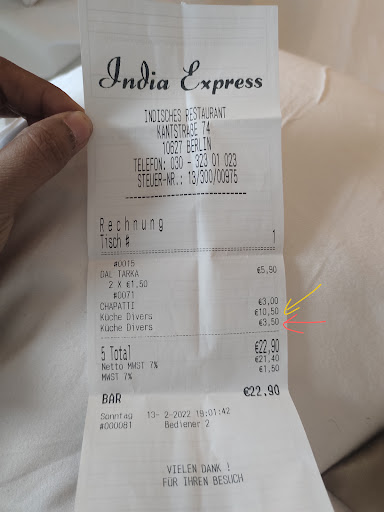 India Express
INDISCHES RESTAURANT
KANTSTRASE 74
10627 BERLIN
TELEFON: 030 - 323 01 023
STEUER-NR.: 13/300/00975
Rechnung
Tisch # 1
#0015
DAL TARKA €5,90
2 X €1,50
#0071
CHAPATTI €3,00
Küche Divers €10,50
Küche Divers €3,50
5 Total €22,90
Netto MWST 7% €21,40
MWST 7% €1,50
BAR €22,90
Sonntag 13- 2-2022 19:01:42
#000081 Bediener 2
VIELEN DANK !
FÜR IHREN BESUCH